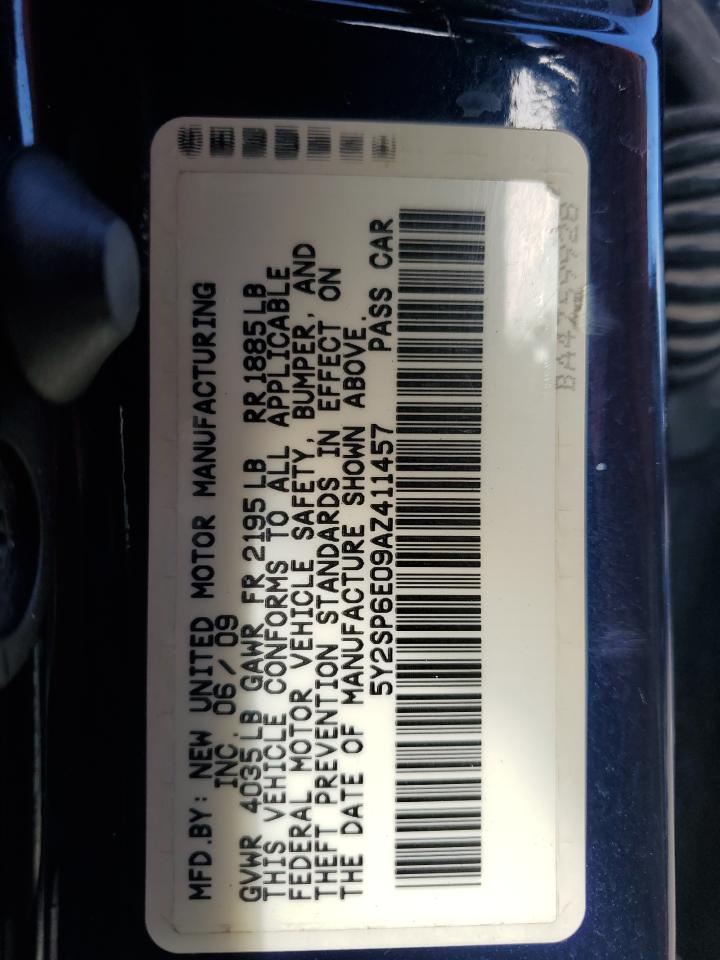 MFD.BY: NEW UNITED MOTOR MANUFACTURING
INC. 06/09
GVWR 4035LB GAWR FR 2195LB RR 1885LB
THIS VEHICLE CONFORMS TO ALL APPLICABLE
FEDERAL MOTOR VEHICLE SAFETY, BUMPER, AND
THEFT PREVENTION STANDARDS IN EFFECT ON
THE DATE OF MANUFACTURE SHOWN ABOVE.
5Y2SP6E09AZ411457 PASS CAR